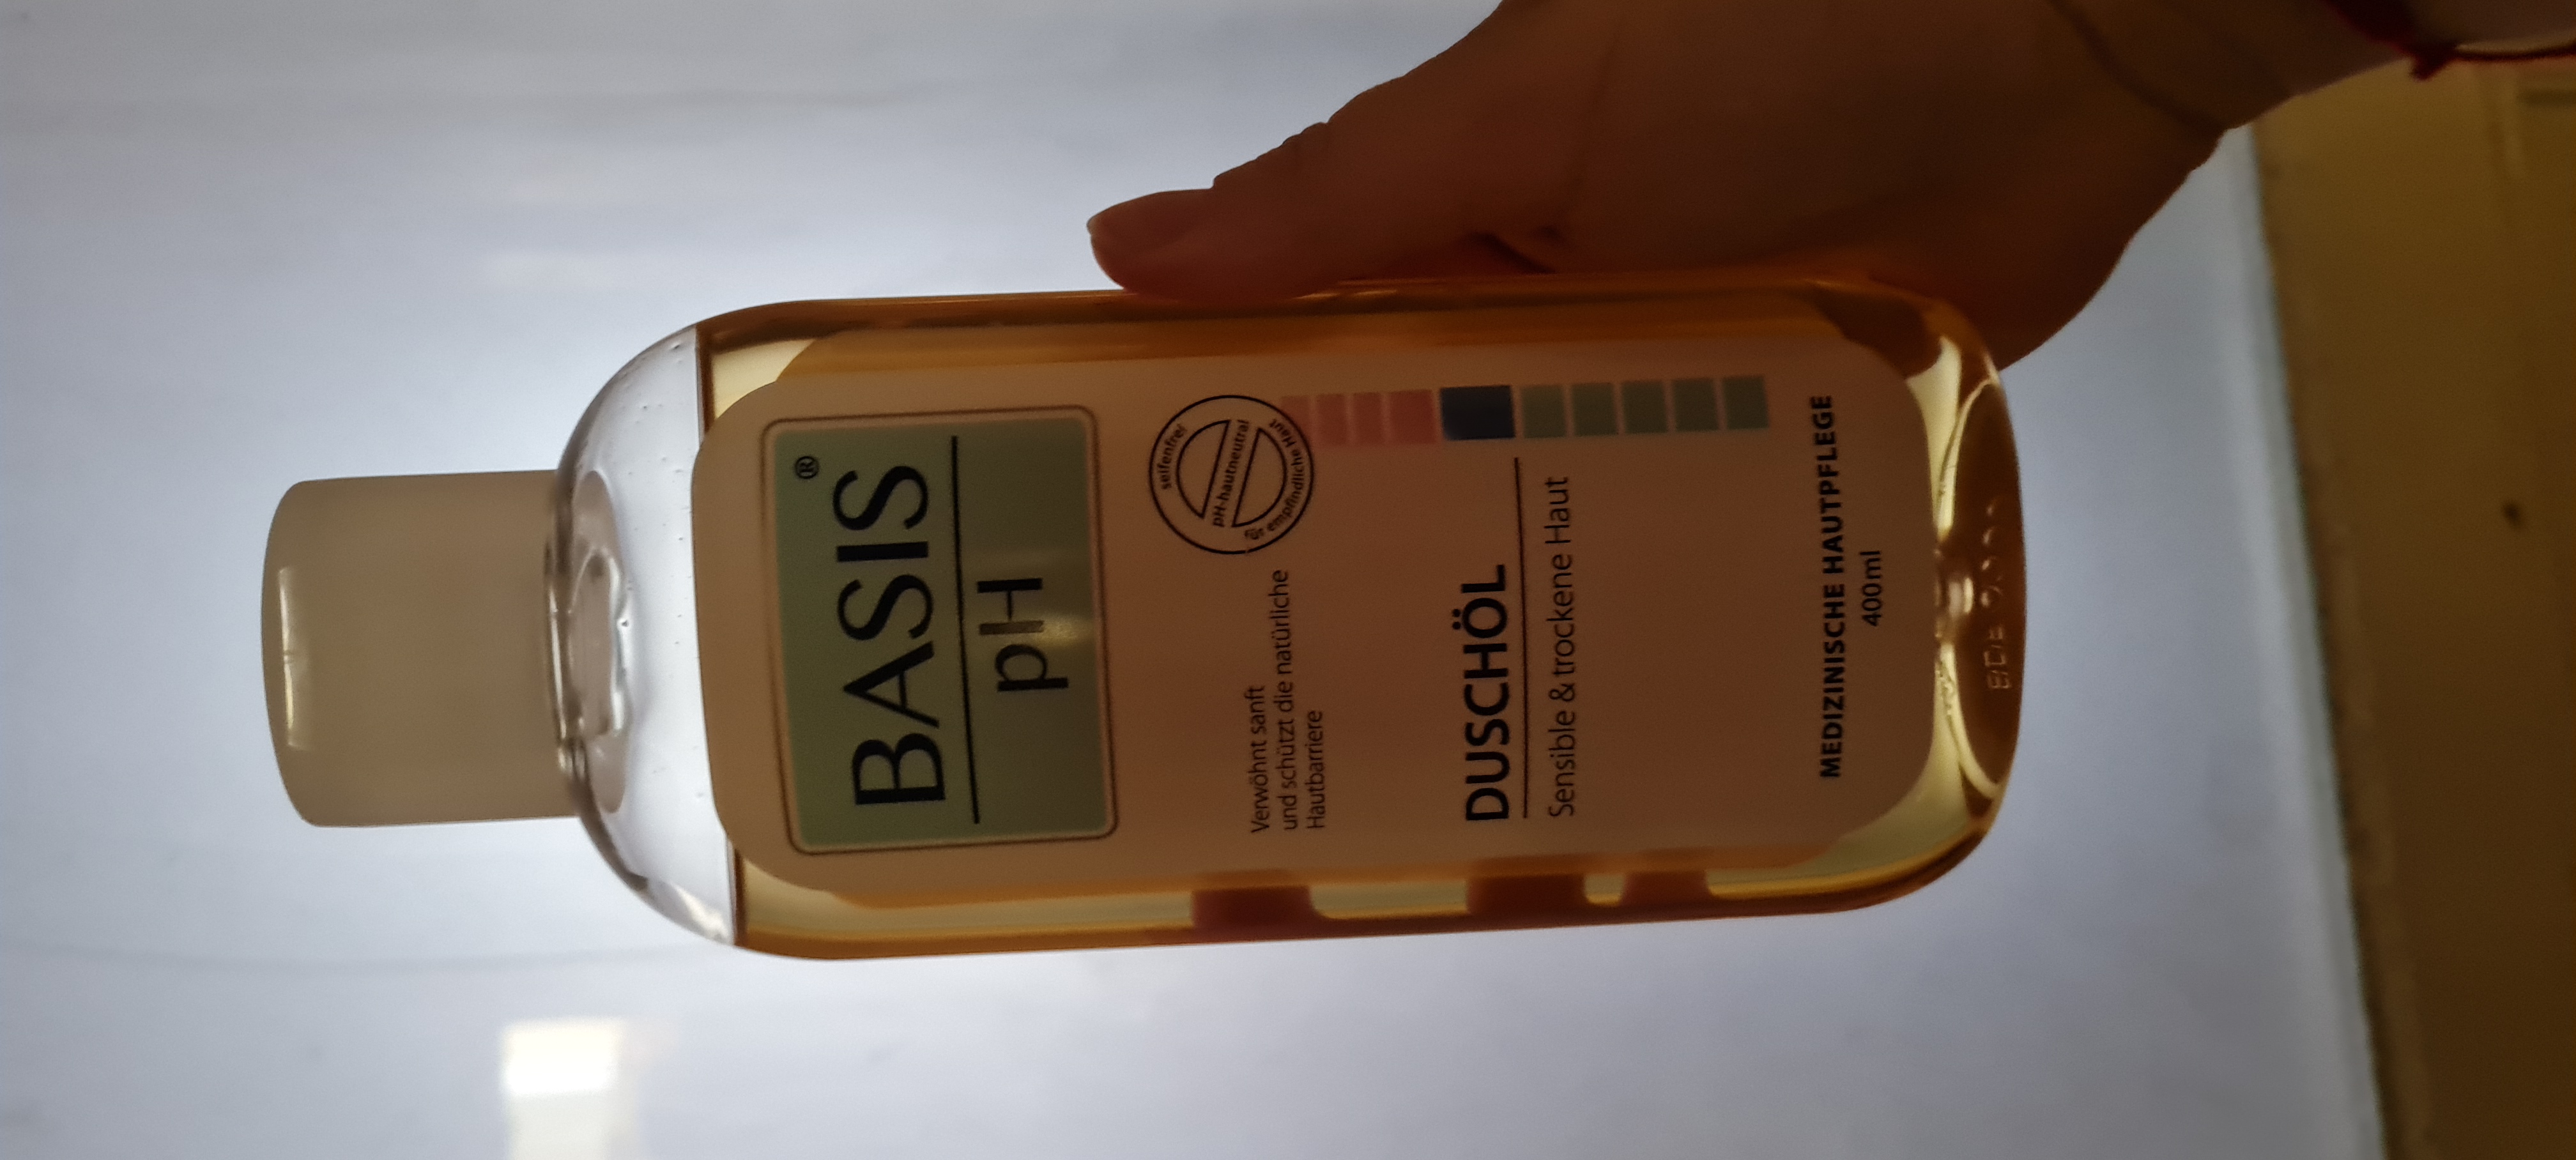 BASIS®
pH
seifenfrei
pH-hautneutral
für empfindliche Haut
Verwöhnt sanft
und schützt die natürliche
Hautbarriere
DUSCHÖL
Sensible & trockene Haut
MEDIZINISCHE HAUTPFLEGE
400ml